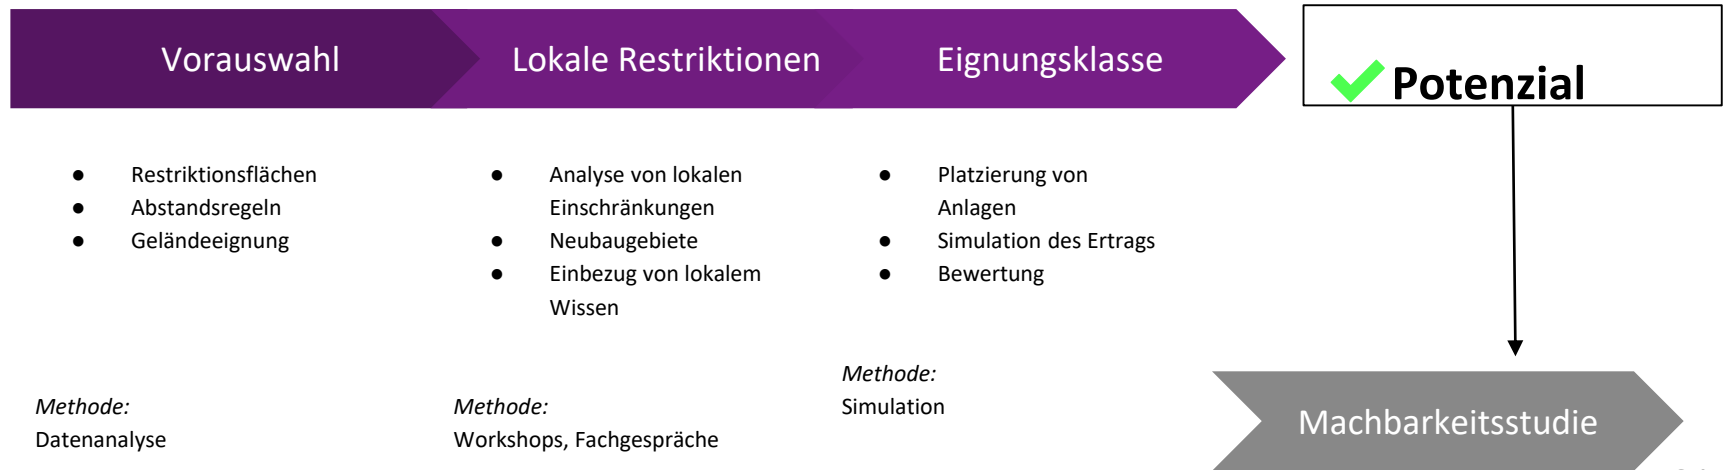 Vorauswahl
Lokale Restriktionen
Eignungsklasse
Potenzial
● Restriktionsflächen
● Abstandsregeln
● Geländeeignung
Methode:
Datenanalyse
● Analyse von lokalen
Einschränkungen
● Neubaugebiete
● Einbezug von lokalem
Wissen
Methode:
Workshops, Fachgespräche
● Platzierung von
Anlagen
● Simulation des Ertrags
● Bewertung
Methode:
Simulation
Machbarkeitsstudie